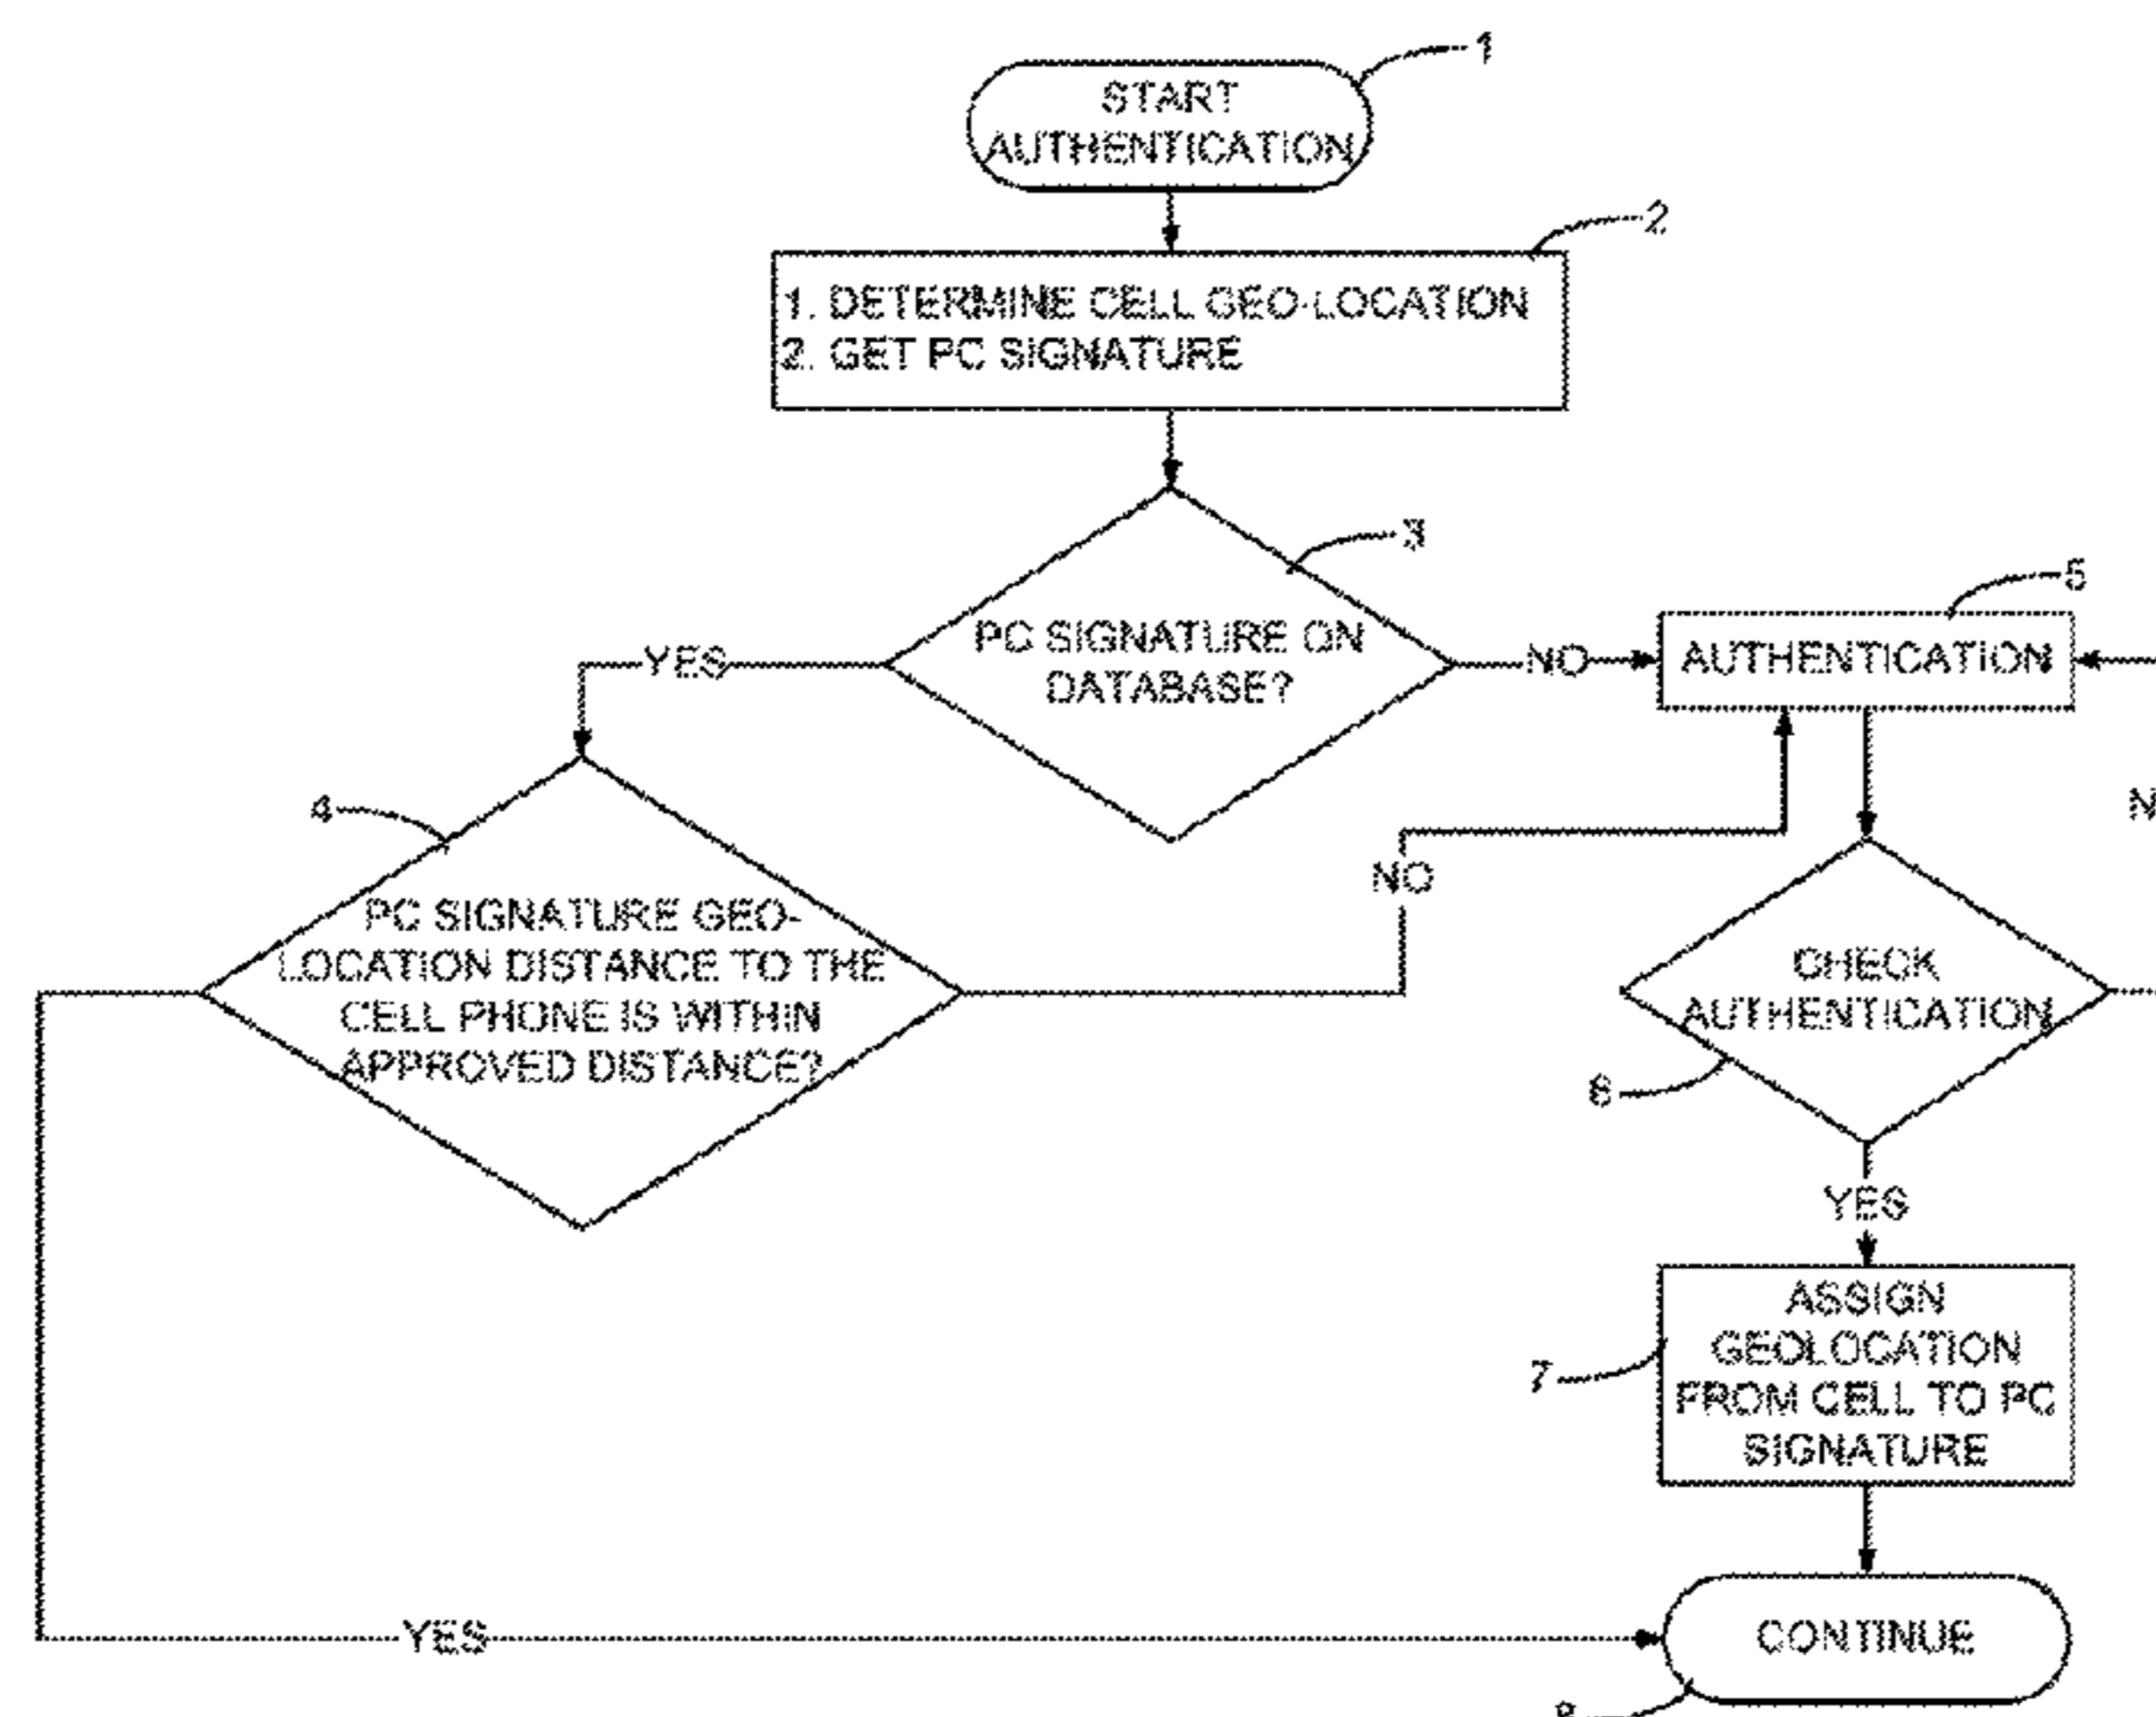 1
START
AUTHENTICATION
2
1. DETERMINE CELL GEO-LOCATION
2. GET PC SIGNATURE
3
PC SIGNATURE ON
DATABASE?
YES
NO
5
AUTHENTICATION
4
PC SIGNATURE GEO-
LOCATION DISTANCE TO THE
CELL PHONE IS WITHIN
APPROVED DISTANCE?
NO
CHECK
AUTHENTICATION
6
YES
7
ASSIGN
GEOLOCATION
FROM CELL TO PC
SIGNATURE
YES
CONTINUE